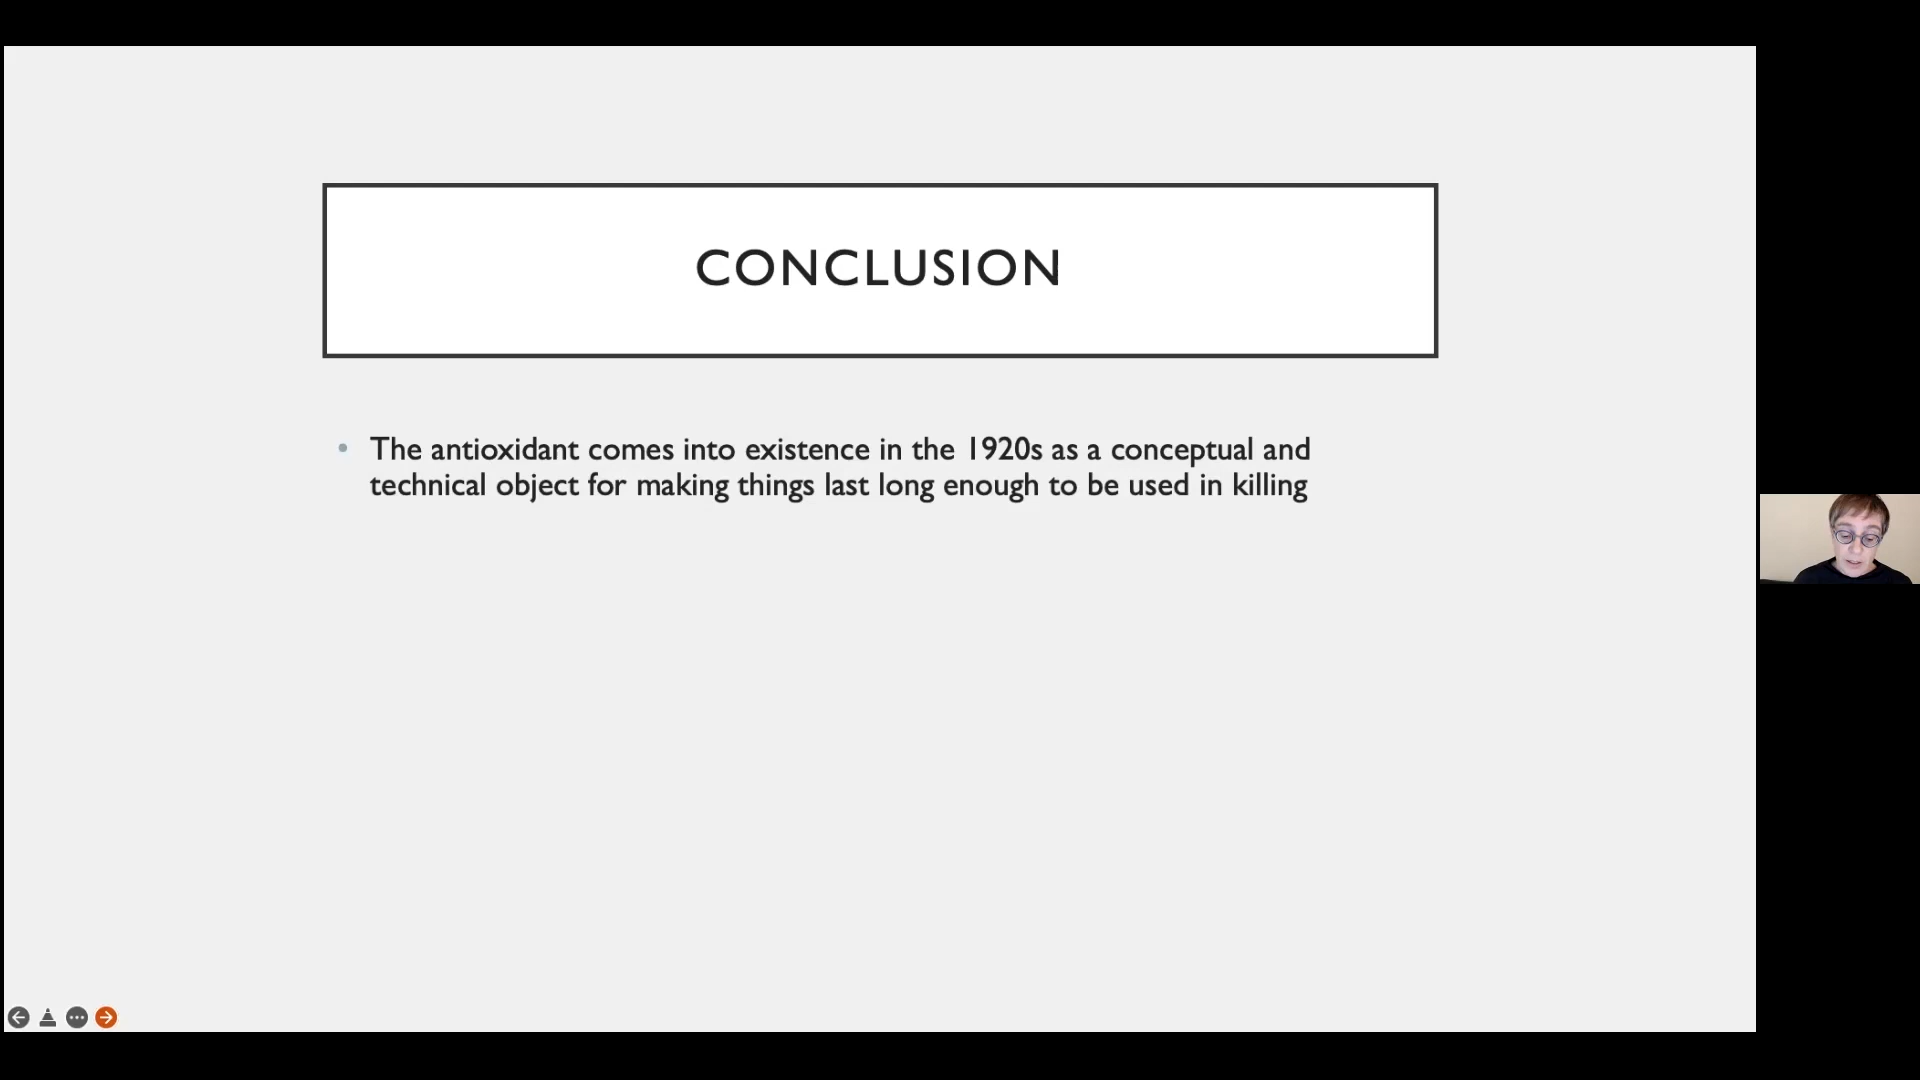 CONCLUSION
• The antioxidant comes into existence in the 1920s as a conceptual and
technical object for making things last long enough to be used in killing